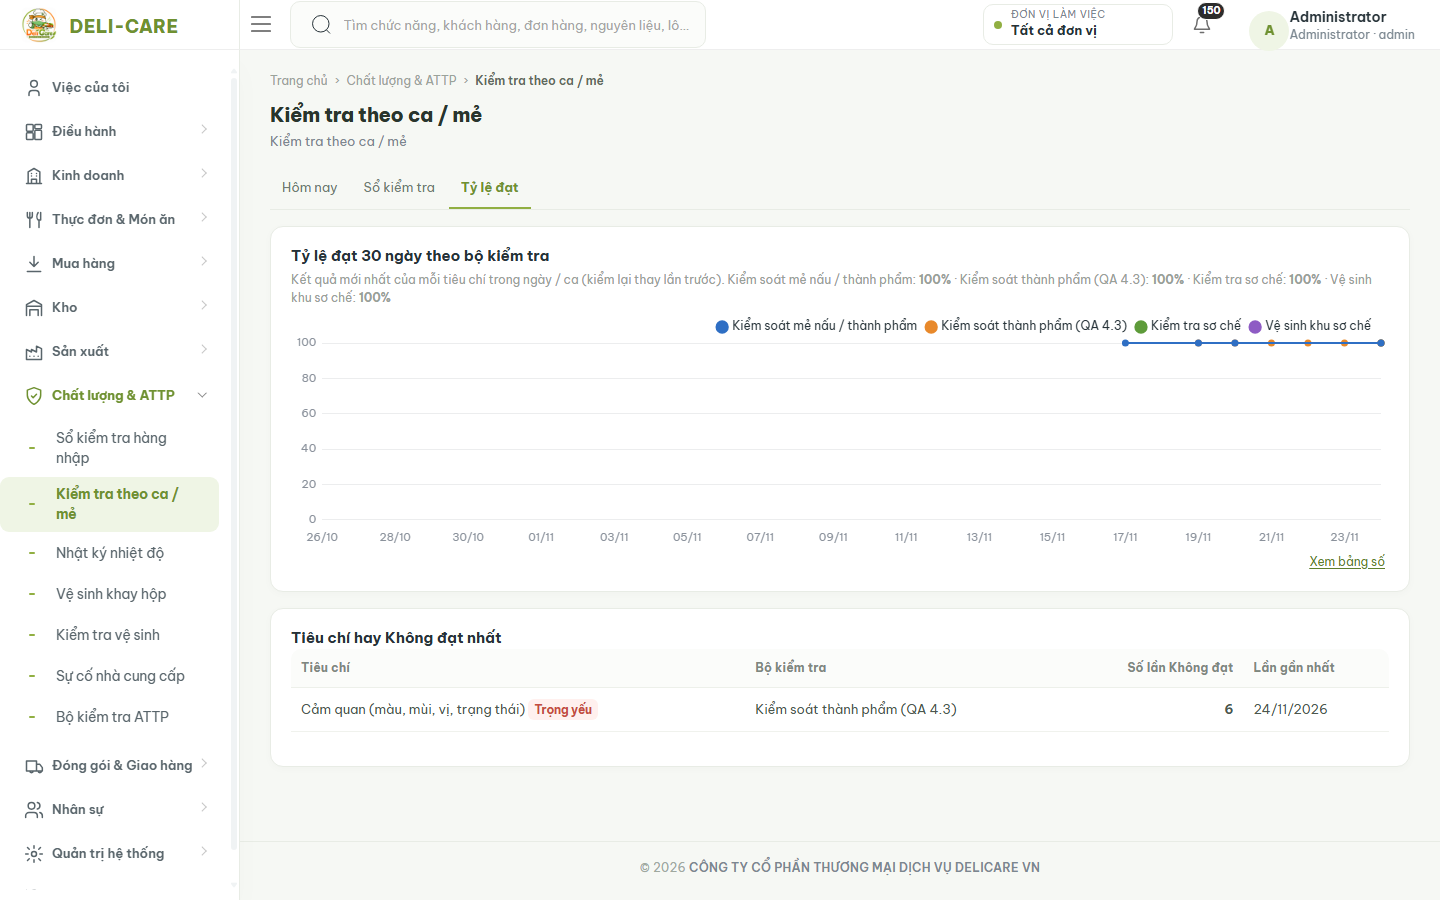 DELI-CARE
Tìm chức năng, khách hàng, đơn hàng, nguyên liệu, lô...
ĐƠN VỊ LÀM VIỆC
Tất cả đơn vị
150
A
Administrator
Administrator · admin
Việc của tôi
Điều hành
Kinh doanh
Thực đơn & Món ăn
Mua hàng
Kho
Sản xuất
Chất lượng & ATTP
Sổ kiểm tra hàng
nhập
Kiểm tra theo ca /
mẻ
Nhật ký nhiệt độ
Vệ sinh khay hộp
Kiểm tra vệ sinh
Sự cố nhà cung cấp
Bộ kiểm tra ATTP
Đóng gói & Giao hàng
Nhân sự
Quản trị hệ thống
Trang chủ › Chất lượng & ATTP › Kiểm tra theo ca / mẻ
Kiểm tra theo ca / mẻ
Kiểm tra theo ca / mẻ
Hôm nay Sổ kiểm tra Tỷ lệ đạt
Tỷ lệ đạt 30 ngày theo bộ kiểm tra
Kết quả mới nhất của mỗi tiêu chí trong ngày / ca (kiểm lại thay lần trước). Kiểm soát mẻ nấu / thành phẩm: 100% · Kiểm soát thành phẩm (QA 4.3): 100% · Kiểm tra sơ chế: 100% · Vệ sinh
khu sơ chế: 100%
Kiểm soát mẻ nấu / thành phẩm Kiểm soát thành phẩm (QA 4.3) Kiểm tra sơ chế Vệ sinh khu sơ chế
100
80
60
40
20
0
26/10 28/10 30/10 01/11 03/11 05/11 07/11 09/11 11/11 13/11 15/11 17/11 19/11 21/11 23/11
Xem bảng số
Tiêu chí hay Không đạt nhất
Tiêu chí Bộ kiểm tra Số lần Không đạt Lần gần nhất
Cảm quan (màu, mùi, vị, trạng thái) Trọng yếu Kiểm soát thành phẩm (QA 4.3) 6 24/11/2026
© 2026 CÔNG TY CỔ PHẦN THƯƠNG MẠI DỊCH VỤ DELICARE VN